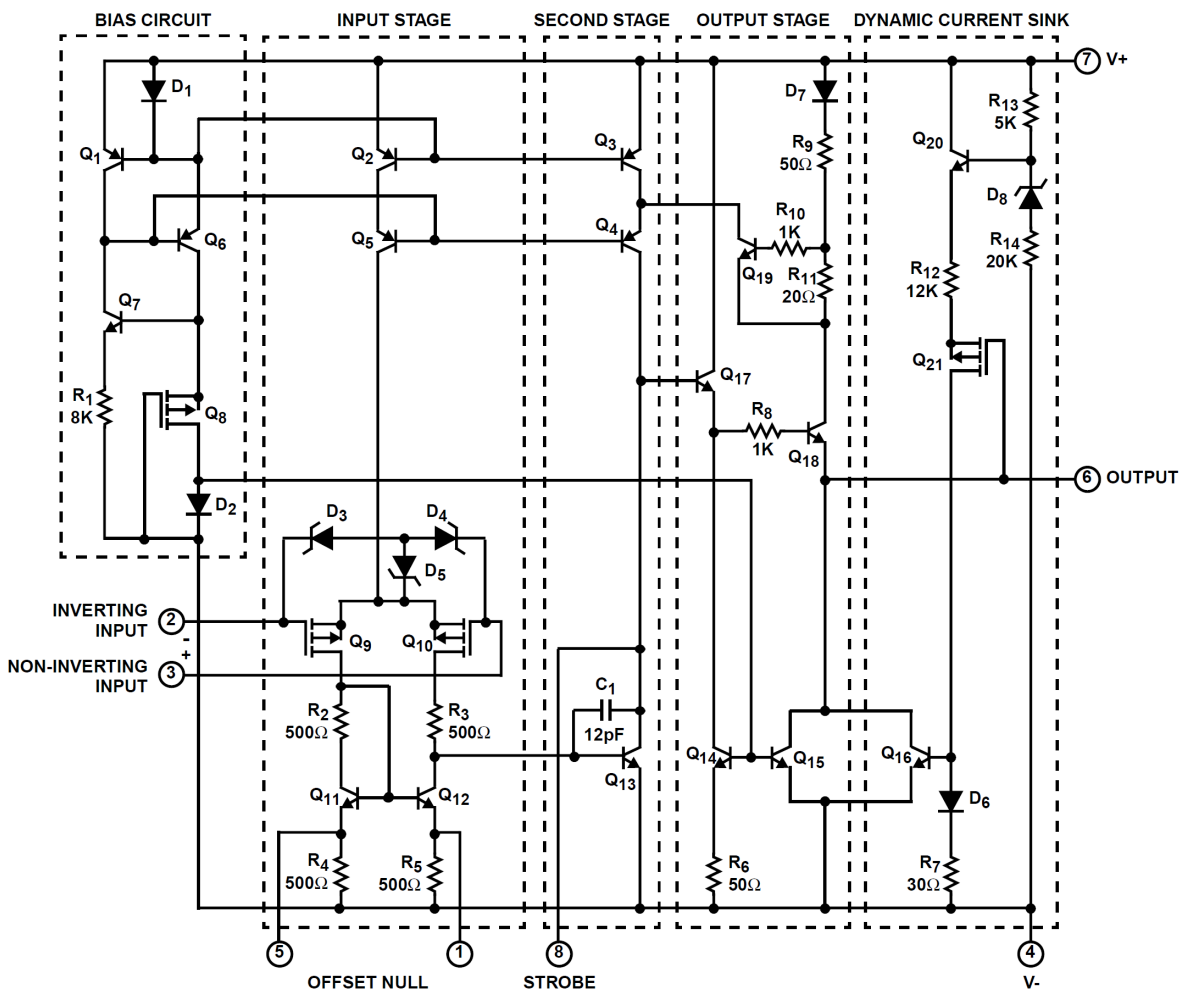 BIAS CIRCUIT
INPUT STAGE
SECOND STAGE
OUTPUT STAGE
DYNAMIC CURRENT SINK
7
V+
D1
D7
R13
5K
Q1
Q2
Q3
R9
50Ω
Q20
D8
Q6
Q5
Q4
R10
1K
Q19
R11
20Ω
R14
20K
R12
12K
Q7
Q21
Q17
R1
8K
Q8
R8
1K
Q18
6
OUTPUT
D2
D3
D4
D5
INVERTING
INPUT
2
-
+
NON-INVERTING
INPUT
3
Q9
Q10
R2
500Ω
R3
500Ω
C1
12pF
Q13
Q14
Q15
Q16
Q11
Q12
D6
R4
500Ω
R5
500Ω
R6
50Ω
R7
30Ω
5
1
8
4
OFFSET NULL
STROBE
V-